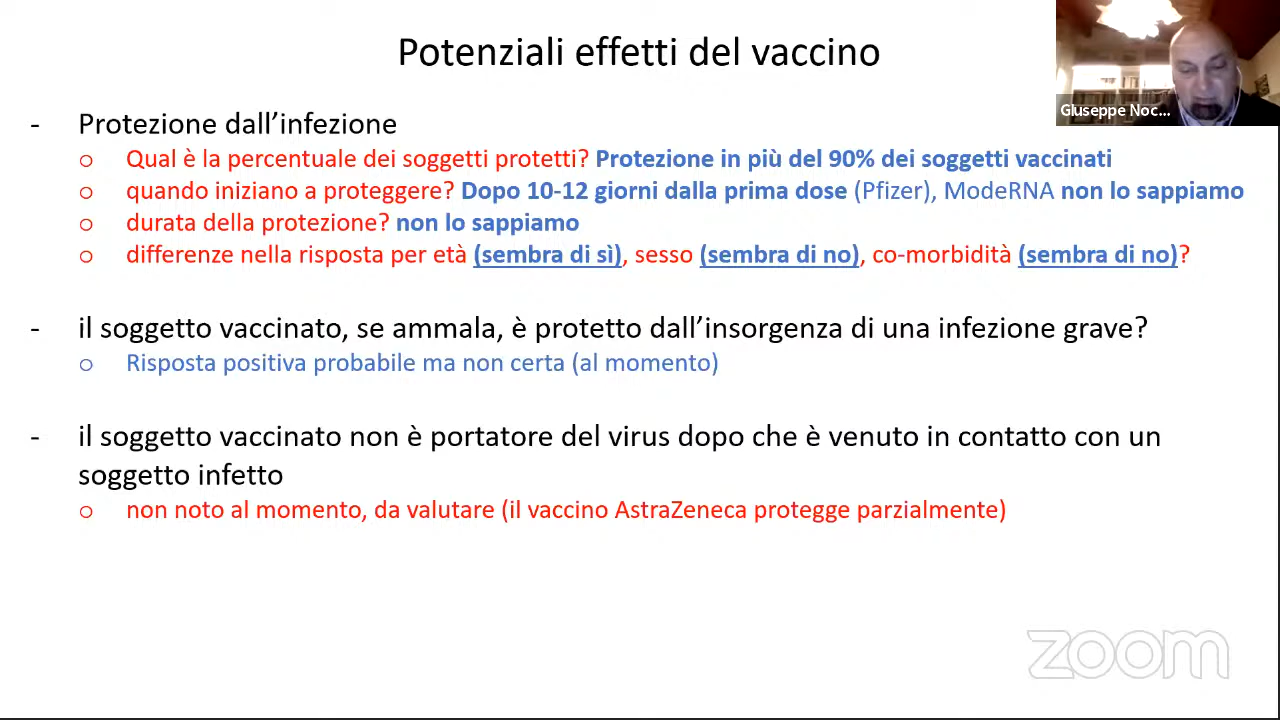 Potenziali effetti del vaccino
Giuseppe Noc...
- Protezione dall’infezione
o Qual è la percentuale dei soggetti protetti? Protezione in più del 90% dei soggetti vaccinati
o quando iniziano a proteggere? Dopo 10-12 giorni dalla prima dose (Pfizer), ModeRNA non lo sappiamo
o durata della protezione? non lo sappiamo
o differenze nella risposta per età (sembra di sì), sesso (sembra di no), co-morbidità (sembra di no)?
- il soggetto vaccinato, se ammala, è protetto dall’insorgenza di una infezione grave?
o Risposta positiva probabile ma non certa (al momento)
- il soggetto vaccinato non è portatore del virus dopo che è venuto in contatto con un
soggetto infetto
o non noto al momento, da valutare (il vaccino AstraZeneca protegge parzialmente)
zoom